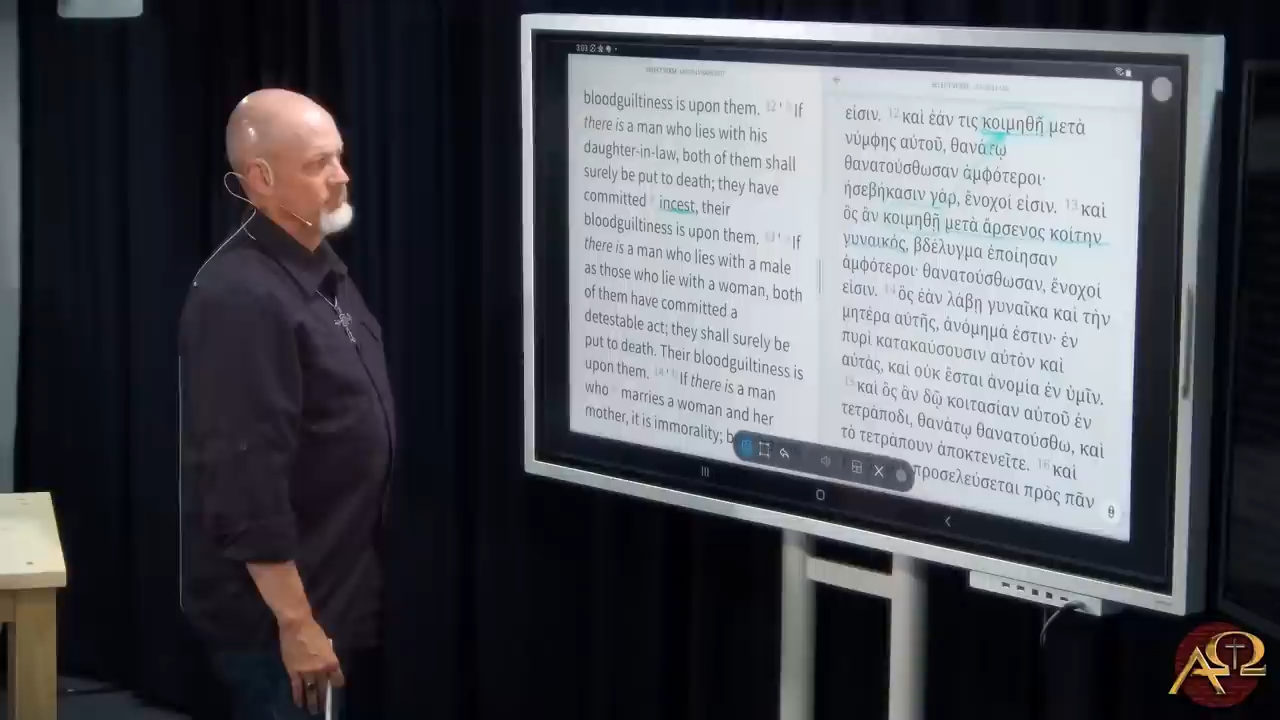 bloodguiltiness is upon them. 12 ' If
there is a man who lies with his
daughter-in-law, both of them shall
surely be put to death; they have
committed incest, their
bloodguiltiness is upon them. 13 ' If
there is a man who lies with a male
as those who lie with a woman, both
of them have committed a
detestable act; they shall surely be
put to death. Their bloodguiltiness is
upon them. 14 ' If there is a man
who marries a woman and her
mother, it is immorality; b
εἰσιν. 12 καὶ ἐάν τις κοιμηθῇ μετὰ
νύμφης αὐτοῦ, θανάτῳ
θανατούσθωσαν ἀμφότεροι·
ἠσεβήκασιν γάρ, ἔνοχοί εἰσιν. 13 καὶ
ὃς ἂν κοιμηθῇ μετὰ ἄρσενος κοίτην
γυναικός, βδέλυγμα ἐποίησαν
ἀμφότεροι· θανατούσθωσαν, ἔνοχοί
εἰσιν. 14 ὃς ἐὰν λάβῃ γυναῖκα καὶ τὴν
μητέρα αὐτῆς, ἀνόμημά ἐστιν· ἐν
πυρὶ κατακαύσουσιν αὐτὸν καὶ
αὐτάς, καὶ οὐκ ἔσται ἀνομία ἐν ὑμῖν.
15 καὶ ὃς ἂν δῷ κοιτασίαν αὐτοῦ ἐν
τετράποδι, θανάτῳ θανατούσθω, καὶ
τὸ τετράπουν ἀποκτενεῖτε. 16 καὶ
προσελεύσεται πρὸς πᾶν
ΑΩ